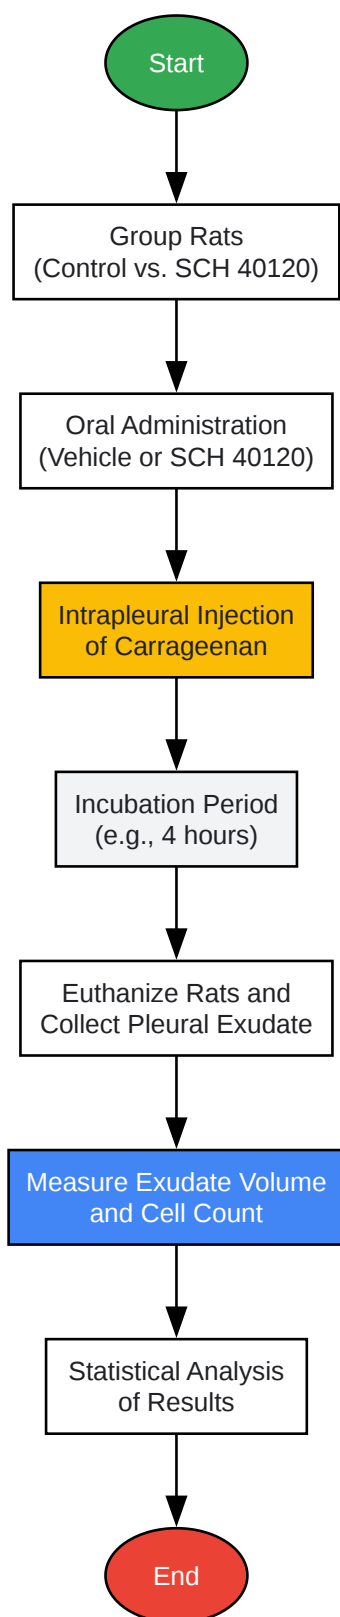 Start
Group Rats
(Control vs. SCH 40120)
Oral Administration
(Vehicle or SCH 40120)
Intrapleural Injection
of Carrageenan
Incubation Period
(e.g., 4 hours)
Euthanize Rats and
Collect Pleural Exudate
Measure Exudate Volume
and Cell Count
Statistical Analysis
of Results
End